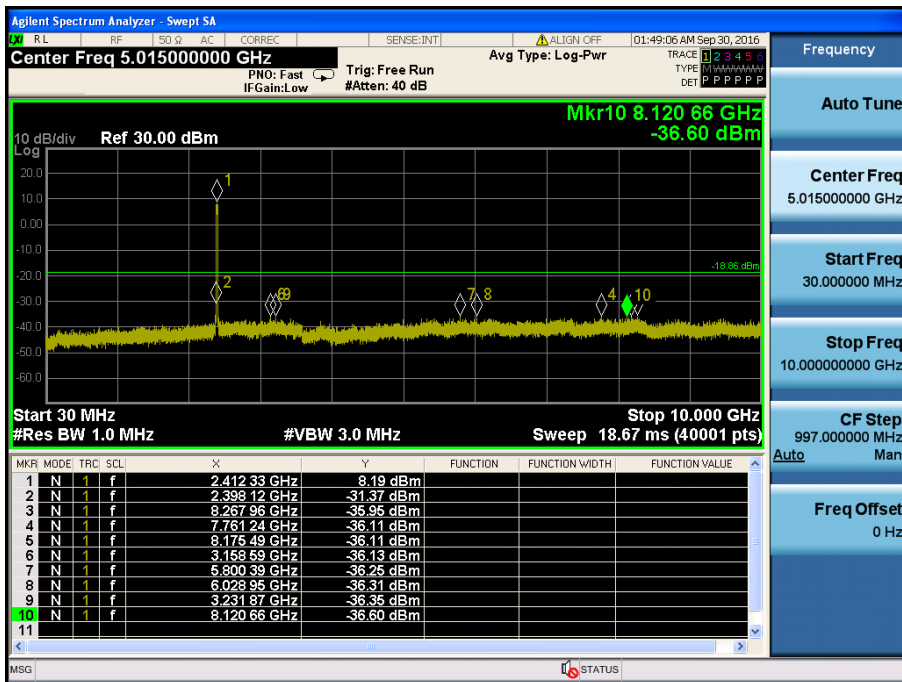 Agilent Spectrum Analyzer - Swept SA
LXI RL RF 50 Ω AC CORREC SENSE:INT ALIGN OFF 01:49:06 AM Sep 30, 2016
Center Freq 5.015000000 GHz
PNO: Fast
IFGain:Low
Trig: Free Run
#Atten: 40 dB
Avg Type: Log-Pwr
TRACE 1 2 3 4 5 6
TYPE MWWWWW
DET P P P P P P
Mkr10 8.120 66 GHz
-36.60 dBm
10 dB/div Ref 30.00 dBm
Log
20.0
10.0
0.00
-10.0
-20.0
-30.0
-40.0
-50.0
-60.0
1
2
69
7 8
4 10
-18.86 dBm
Start 30 MHz Stop 10.000 GHz
#Res BW 1.0 MHz #VBW 3.0 MHz Sweep 18.67 ms (40001 pts)
MKR MODE TRC SCL X Y FUNCTION FUNCTION WIDTH FUNCTION VALUE
1 N 1 f 2.412 33 GHz 8.19 dBm
2 N 1 f 2.398 12 GHz -31.37 dBm
3 N 1 f 8.267 96 GHz -35.95 dBm
4 N 1 f 7.761 24 GHz -36.11 dBm
5 N 1 f 8.175 49 GHz -36.11 dBm
6 N 1 f 3.158 59 GHz -36.13 dBm
7 N 1 f 5.800 39 GHz -36.25 dBm
8 N 1 f 6.028 95 GHz -36.31 dBm
9 N 1 f 3.231 87 GHz -36.35 dBm
10 N 1 f 8.120 66 GHz -36.60 dBm
11
MSG STATUS
Frequency
Auto Tune
Center Freq
5.015000000 GHz
Start Freq
30.000000 MHz
Stop Freq
10.000000000 GHz
CF Step
997.000000 MHz
Auto Man
Freq Offset
0 Hz